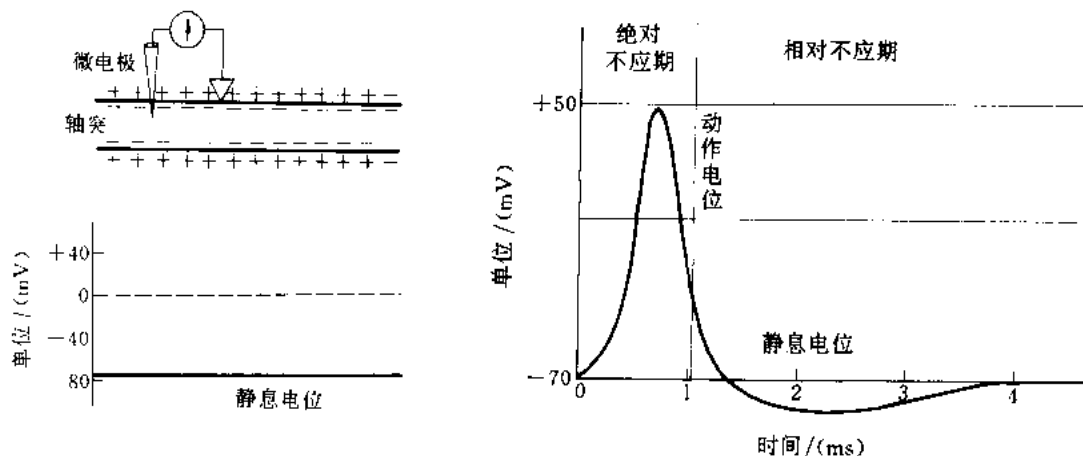 微电极
轴突
+ + + + + + + + + + + +
+ + + + + + + + + + + +
单位/(mV)
+40
0
-40
80
静息电位
绝对
不应期
相对不应期
+50
动作电位
单位/(mV)
静息电位
-70
0
1
2
3
4
时间/(ms)